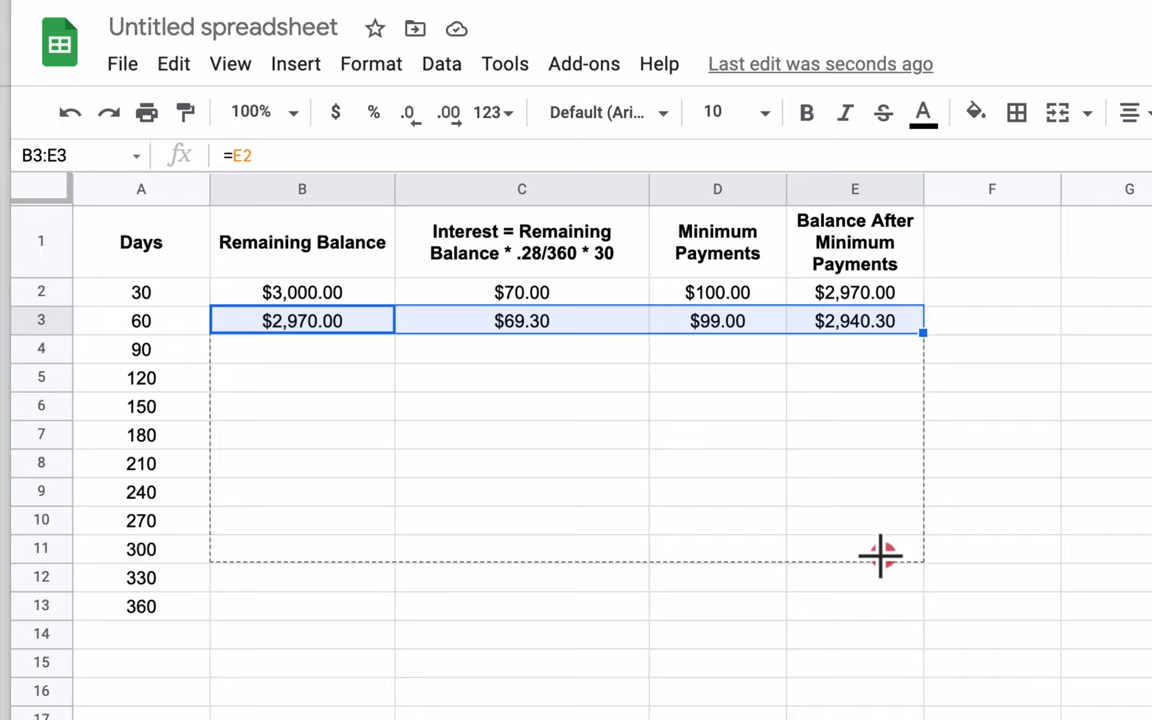 Untitled spreadsheet
File Edit View Insert Format Data Tools Add-ons Help Last edit was seconds ago
100% $ % .0 .00 123 Default (Ari... 10 B I S A
B3:E3 fx =E2
A B C D E F G
1 Days Remaining Balance Interest = Remaining Balance * .28/360 * 30 Minimum Payments Balance After Minimum Payments
2 30 $3,000.00 $70.00 $100.00 $2,970.00
3 60 $2,970.00 $69.30 $99.00 $2,940.30
4 90
5 120
6 150
7 180
8 210
9 240
10 270
11 300
12 330
13 360
14
15
16
17